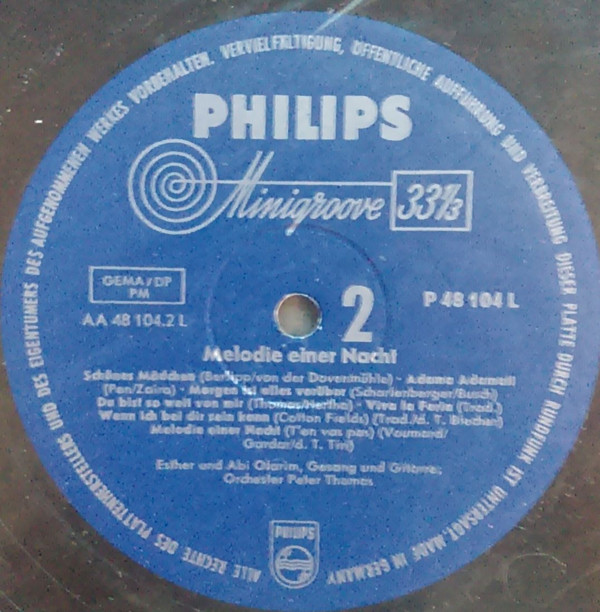 ALLE RECHTE DES PLATTENHERSTELLERS UND DES EIGENTÜMERS DES AUFGENOMMENEN WERKES VORBEHALTEN. VERVIELFÄLTIGUNG, ÖFFENTLICHE AUFFÜHRUNG UND VERBREITUNG DIESER PLATTE DURCH RUNDFUNK IST UNTERSAGT. MADE IN GERMANY
PHILIPS
Minigroove 33⅓
GEMA/DP
PM
AA 48 104.2 L
2
P 48 104 L
Melodie einer Nacht
Schönes Mädchen (Berlipp/von der Dovenmühle) - Adama Adamati
(Pen/Zaira) - Morgen ist alles vorüber (Scharfenberger/Busch)
Du bist so weit von mir (Thomas/Hertha) - Viva la Feria (Trad.)
Wenn ich bei dir sein kann (Cotton Fields) (Trad./d. T. Blecher)
Melodie einer Nacht (T'en vas pas) (Voumard/
Gardaz/d. T. Tini)
Esther und Abi Ofarim, Gesang und Gitarre;
Orchester Peter Thomas
PHILIPS